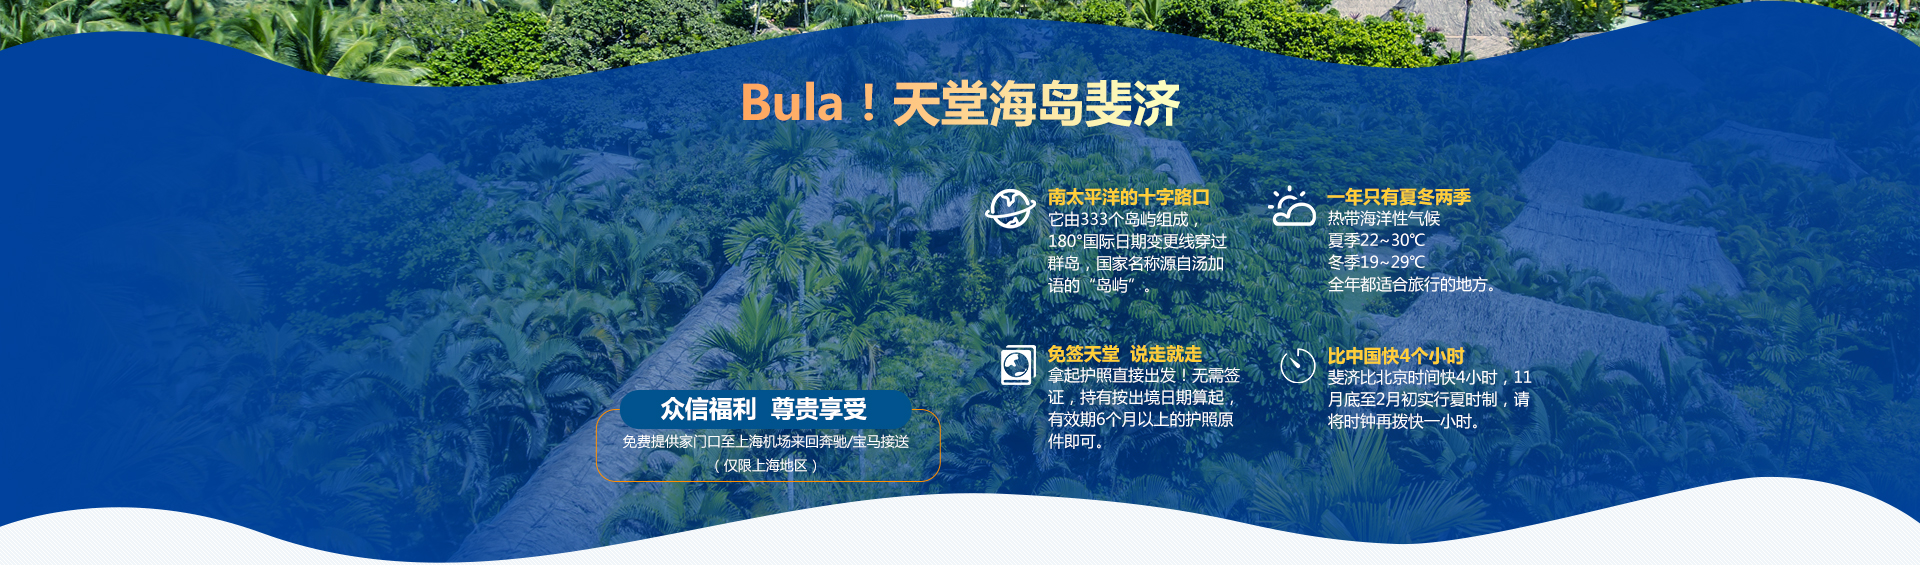 Bula！天堂海岛斐济
南太平洋的十字路口
它由333个岛屿组成，
180°国际日期变更线穿过
群岛，国家名称源自汤加
语的“岛屿”。
一年只有夏冬两季
热带海洋性气候
夏季22~30℃
冬季19~29℃
全年都适合旅行的地方。
免签天堂 说走就走
拿起护照直接出发！无需签
证，持有按出境日期算起，
有效期6个月以上的护照原
件即可。
比中国快4个小时
斐济比北京时间快4小时，11
月底至2月初实行夏时制，请
将时钟再拨快一小时。
众信福利 尊贵享受
免费提供家门口至上海机场来回奔驰/宝马接送
（仅限上海地区）